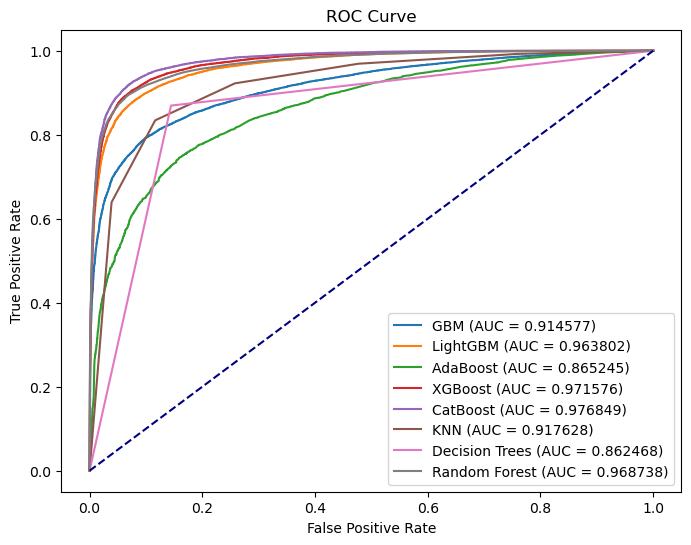 ROC Curve
True Positive Rate
1.0
0.8
0.6
0.4
0.2
0.0
GBM (AUC = 0.914577)
LightGBM (AUC = 0.963802)
AdaBoost (AUC = 0.865245)
XGBoost (AUC = 0.971576)
CatBoost (AUC = 0.976849)
KNN (AUC = 0.917628)
Decision Trees (AUC = 0.862468)
Random Forest (AUC = 0.968738)
0.0 0.2 0.4 0.6 0.8 1.0
False Positive Rate